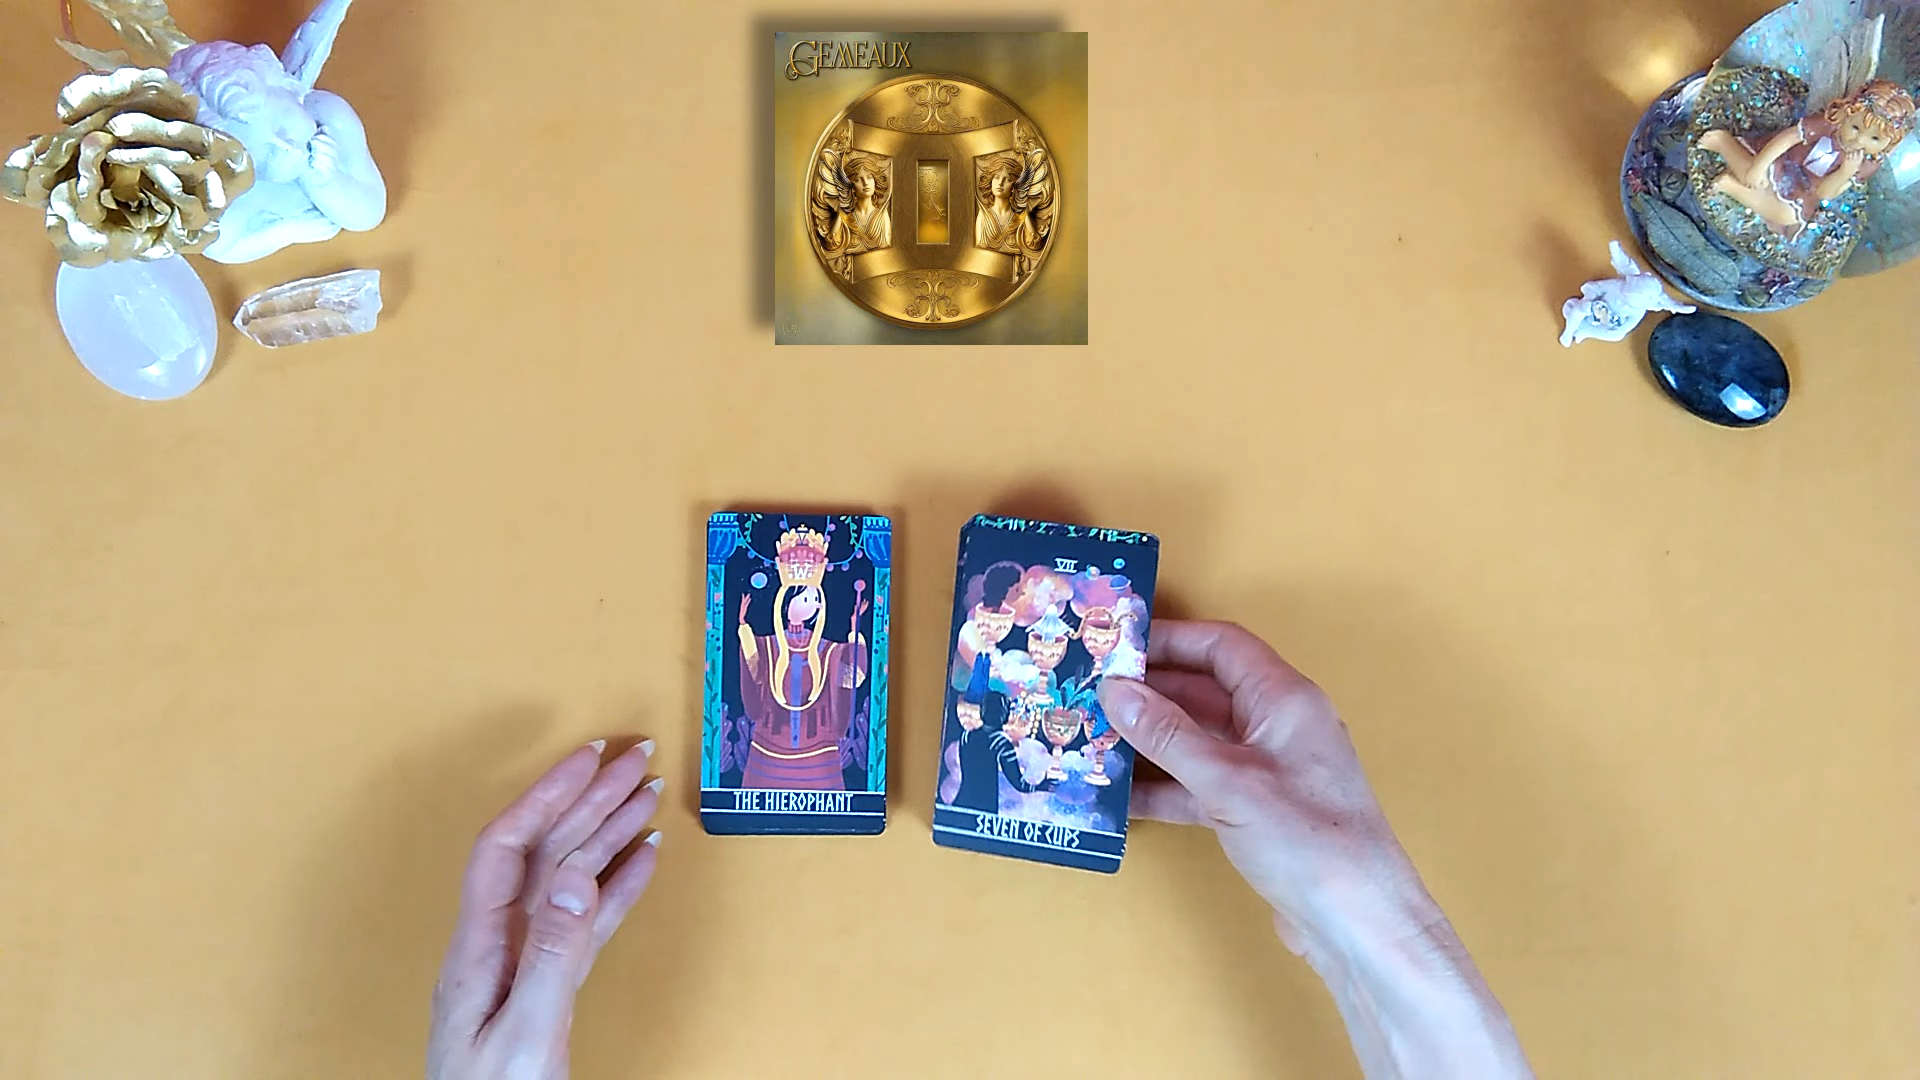 GEMEAUX
THE HIEROPHANT
VII
SEVEN OF CUPS